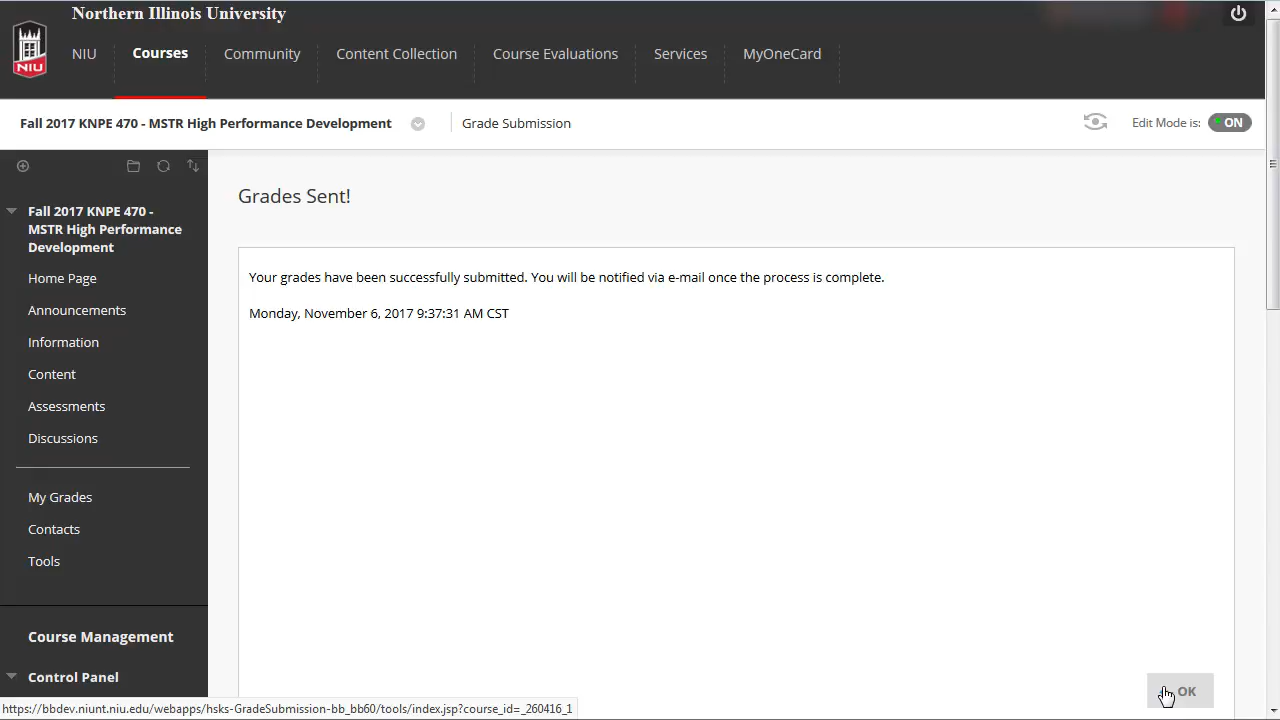 Northern Illinois University
NIU
NIU
Courses
Community
Content Collection
Course Evaluations
Services
MyOneCard
Fall 2017 KNPE 470 - MSTR High Performance Development
Grade Submission
Edit Mode is:
ON
Fall 2017 KNPE 470 -
MSTR High Performance
Development
Home Page
Announcements
Information
Content
Assessments
Discussions
My Grades
Contacts
Tools
Course Management
Control Panel
Grades Sent!
Your grades have been successfully submitted. You will be notified via e-mail once the process is complete.
Monday, November 6, 2017 9:37:31 AM CST
OK
https://bbdev.niunt.niu.edu/webapps/hsks-GradeSubmission-bb_bb60/tools/index.jsp?course_id=_260416_1